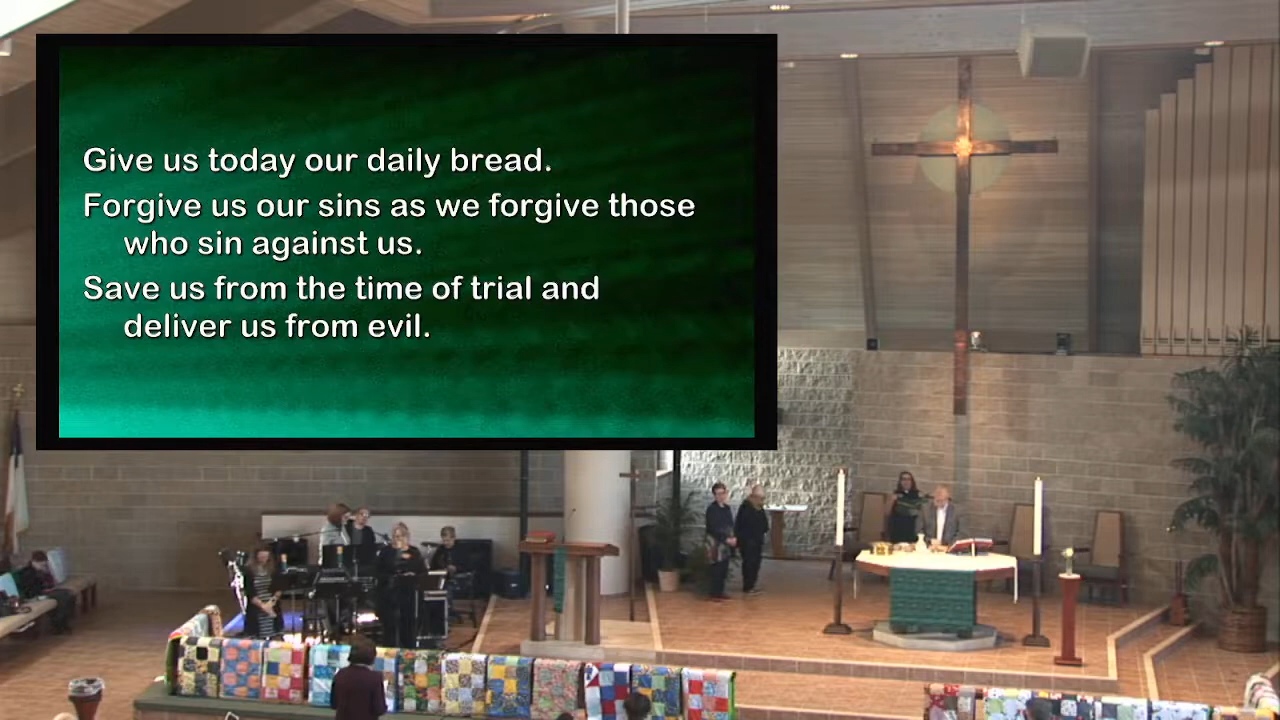 Give us today our daily bread.
Forgive us our sins as we forgive those
who sin against us.
Save us from the time of trial and
deliver us from evil.